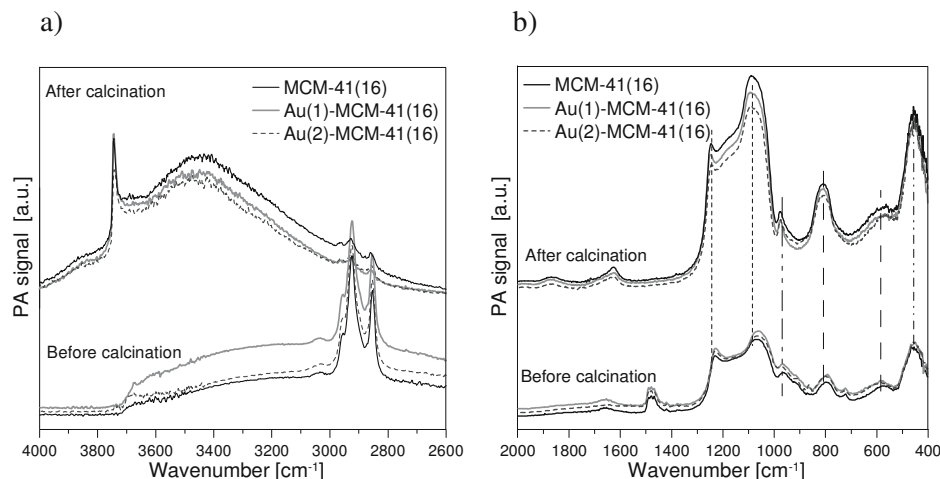 a)
After calcination
MCM-41(16)
Au(1)-MCM-41(16)
Au(2)-MCM-41(16)
Before calcination
PA signal [a.u.]
4000 3800 3600 3400 3200 3000 2800 2600
Wavenumber [cm⁻¹]
b)
MCM-41(16)
Au(1)-MCM-41(16)
Au(2)-MCM-41(16)
After calcination
Before calcination
PA signal [a.u.]
2000 1800 1600 1400 1200 1000 800 600 400
Wavenumber [cm⁻¹]